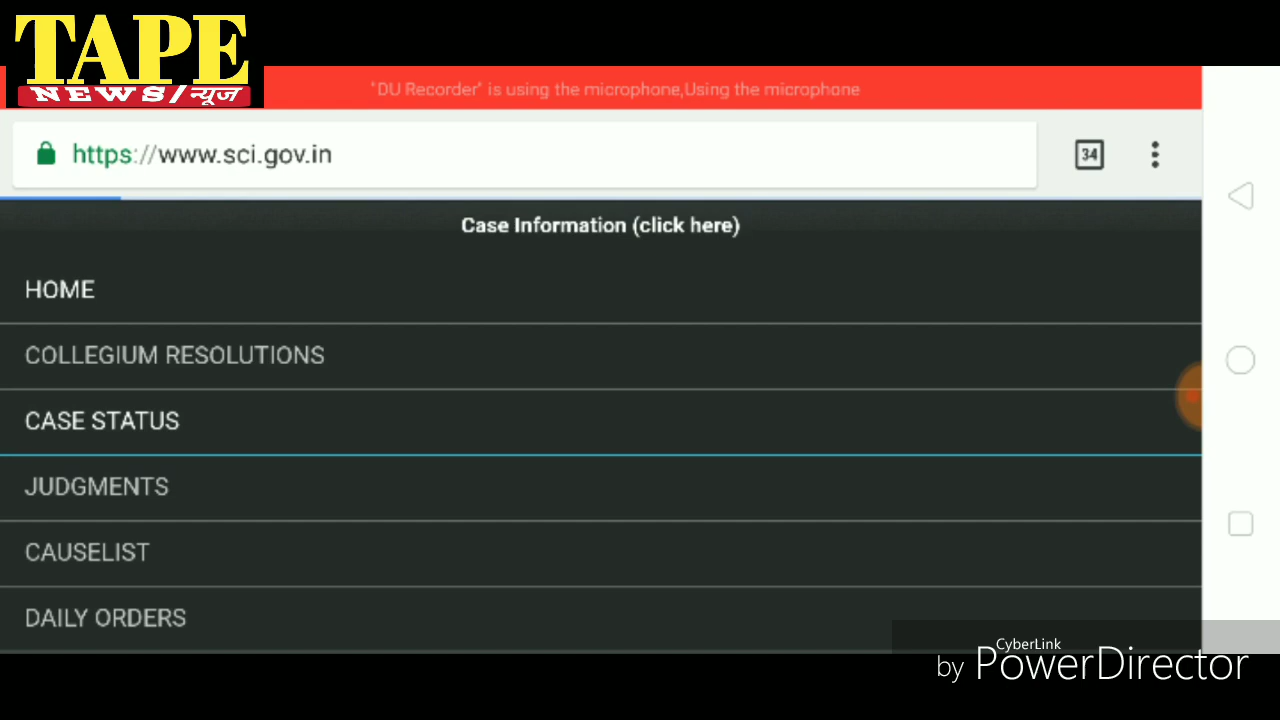 TAPE
NEWS/न्यूज
"DU Recorder" is using the microphone,Using the microphone
https://www.sci.gov.in
34
Case Information (click here)
HOME
COLLEGIUM RESOLUTIONS
CASE STATUS
JUDGMENTS
CAUSELIST
DAILY ORDERS
CyberLink
by PowerDirector